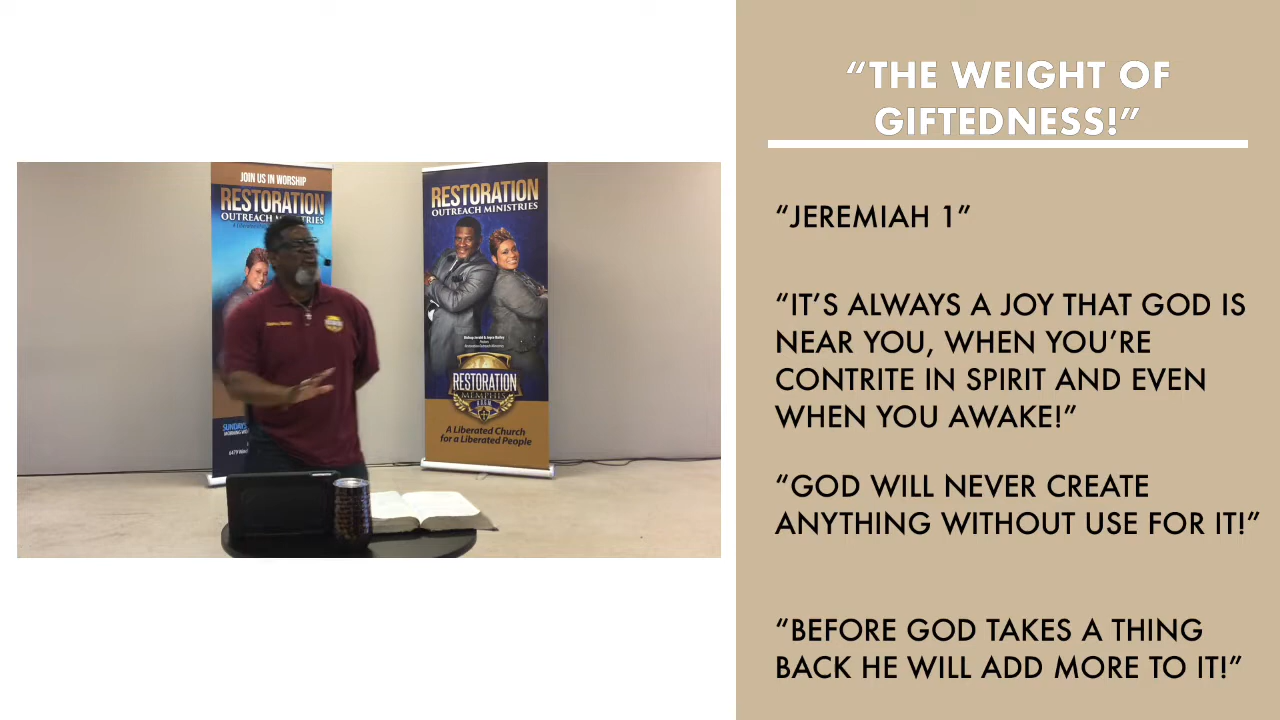 “THE WEIGHT OF
GIFTEDNESS!”
“JEREMIAH 1”
“IT’S ALWAYS A JOY THAT GOD IS
NEAR YOU, WHEN YOU’RE
CONTRITE IN SPIRIT AND EVEN
WHEN YOU AWAKE!”
“GOD WILL NEVER CREATE
ANYTHING WITHOUT USE FOR IT!”
“BEFORE GOD TAKES A THING
BACK HE WILL ADD MORE TO IT!”
JOIN US IN WORSHIP
RESTORATION
OUTREACH MINISTRIES
SUNDAYS
RESTORATION
OUTREACH MINISTRIES
RESTORATION
MEMPHIS
A Liberated Church
for a Liberated People